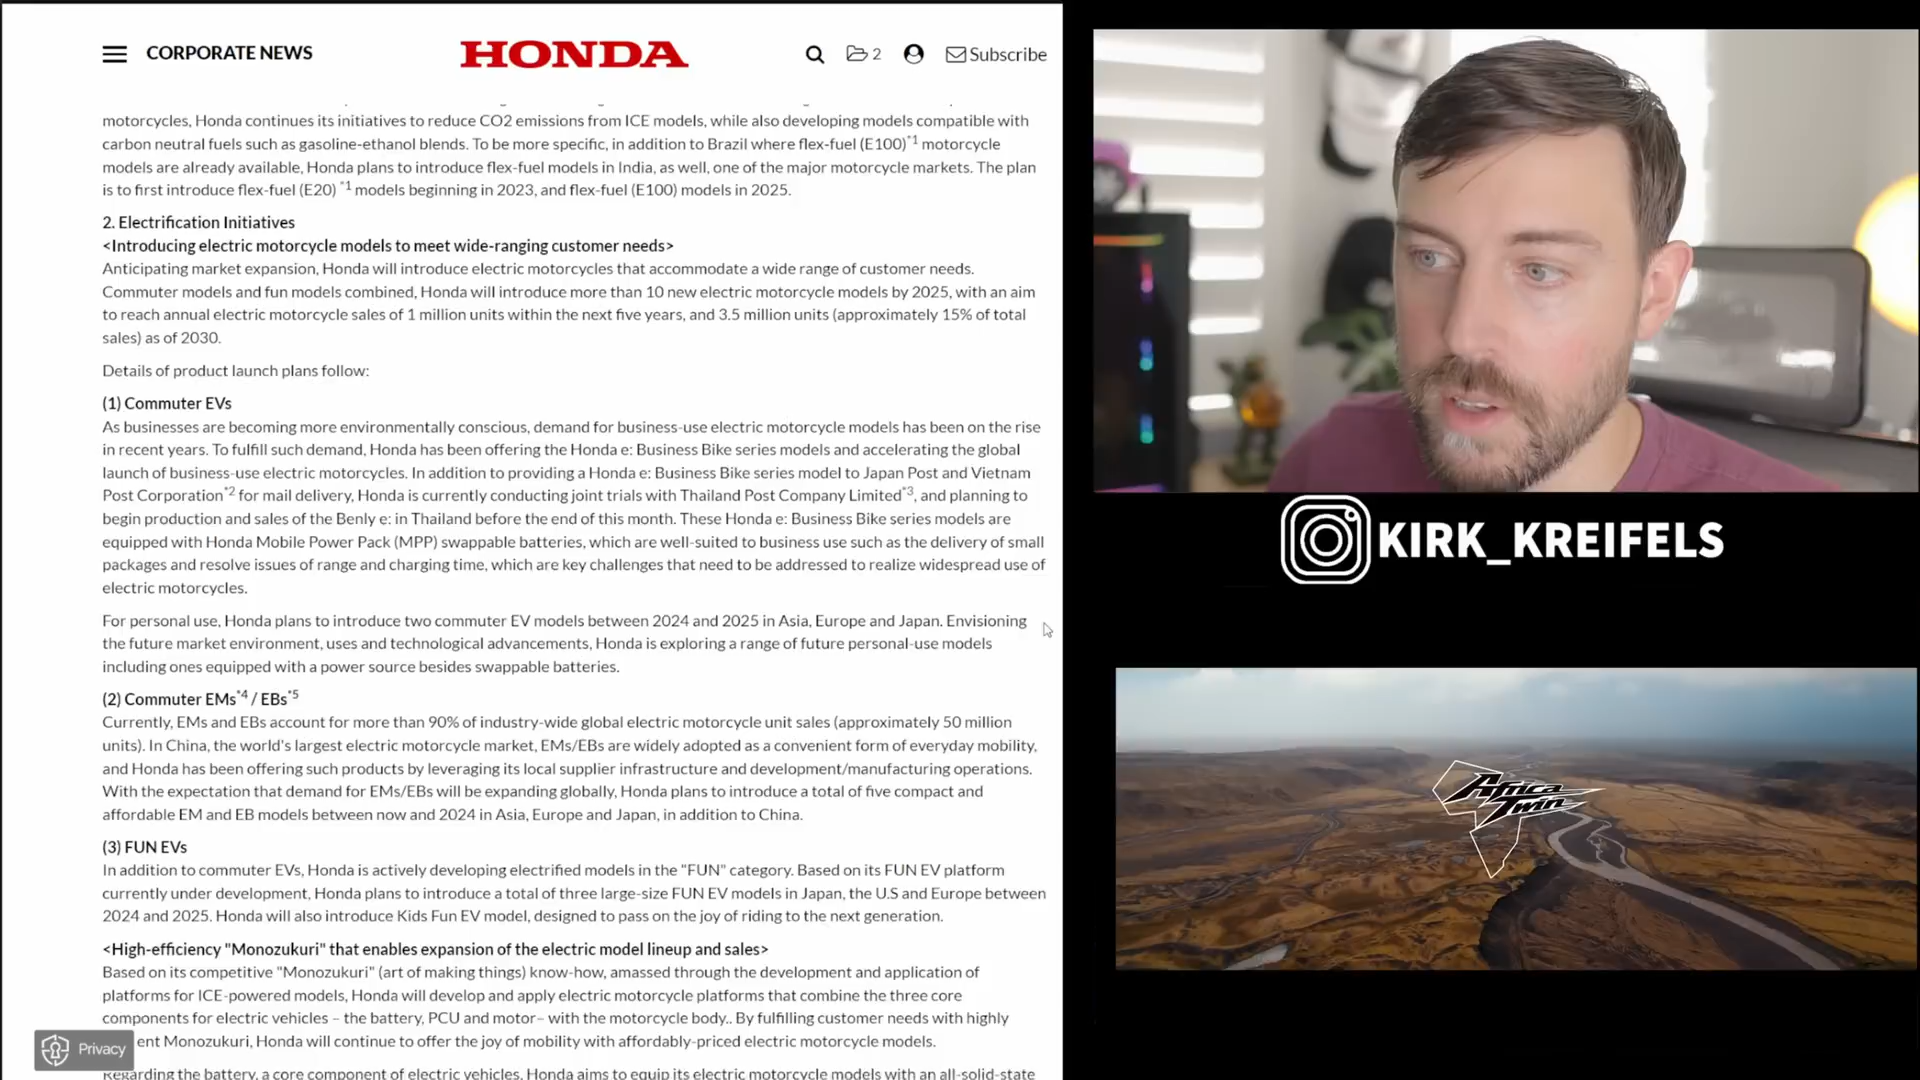 CORPORATE NEWS
HONDA
2
Subscribe
motorcycles, Honda continues its initiatives to reduce CO2 emissions from ICE models, while also developing models compatible with
carbon neutral fuels such as gasoline-ethanol blends. To be more specific, in addition to Brazil where flex-fuel (E100)*1 motorcycle
models are already available, Honda plans to introduce flex-fuel models in India, as well, one of the major motorcycle markets. The plan
is to first introduce flex-fuel (E20) *1 models beginning in 2023, and flex-fuel (E100) models in 2025.
2. Electrification Initiatives
<Introducing electric motorcycle models to meet wide-ranging customer needs>
Anticipating market expansion, Honda will introduce electric motorcycles that accommodate a wide range of customer needs.
Commuter models and fun models combined, Honda will introduce more than 10 new electric motorcycle models by 2025, with an aim
to reach annual electric motorcycle sales of 1 million units within the next five years, and 3.5 million units (approximately 15% of total
sales) as of 2030.
Details of product launch plans follow:
(1) Commuter EVs
As businesses are becoming more environmentally conscious, demand for business-use electric motorcycle models has been on the rise
in recent years. To fulfill such demand, Honda has been offering the Honda e: Business Bike series models and accelerating the global
launch of business-use electric motorcycles. In addition to providing a Honda e: Business Bike series model to Japan Post and Vietnam
Post Corporation*2 for mail delivery, Honda is currently conducting joint trials with Thailand Post Company Limited*3, and planning to
begin production and sales of the Benly e: in Thailand before the end of this month. These Honda e: Business Bike series models are
equipped with Honda Mobile Power Pack (MPP) swappable batteries, which are well-suited to business use such as the delivery of small
packages and resolve issues of range and charging time, which are key challenges that need to be addressed to realize widespread use of
electric motorcycles.
For personal use, Honda plans to introduce two commuter EV models between 2024 and 2025 in Asia, Europe and Japan. Envisioning
the future market environment, uses and technological advancements, Honda is exploring a range of future personal-use models
including ones equipped with a power source besides swappable batteries.
(2) Commuter EMs*4 / EBs*5
Currently, EMs and EBs account for more than 90% of industry-wide global electric motorcycle unit sales (approximately 50 million
units). In China, the world's largest electric motorcycle market, EMs/EBs are widely adopted as a convenient form of everyday mobility,
and Honda has been offering such products by leveraging its local supplier infrastructure and development/manufacturing operations.
With the expectation that demand for EMs/EBs will be expanding globally, Honda plans to introduce a total of five compact and
affordable EM and EB models between now and 2024 in Asia, Europe and Japan, in addition to China.
(3) FUN EVs
In addition to commuter EVs, Honda is actively developing electrified models in the "FUN" category. Based on its FUN EV platform
currently under development, Honda plans to introduce a total of three large-size FUN EV models in Japan, the U.S and Europe between
2024 and 2025. Honda will also introduce Kids Fun EV model, designed to pass on the joy of riding to the next generation.
<High-efficiency "Monozukuri" that enables expansion of the electric model lineup and sales>
Based on its competitive "Monozukuri" (art of making things) know-how, amassed through the development and application of
platforms for ICE-powered models, Honda will develop and apply electric motorcycle platforms that combine the three core
components for electric vehicles – the battery, PCU and motor– with the motorcycle body.. By fulfilling customer needs with highly
ent Monozukuri, Honda will continue to offer the joy of mobility with affordably-priced electric motorcycle models.
Regarding the battery, a core component of electric vehicles, Honda aims to equip its electric motorcycle models with an all-solid-state
Privacy
KIRK_KREIFELS
Africa
Twin